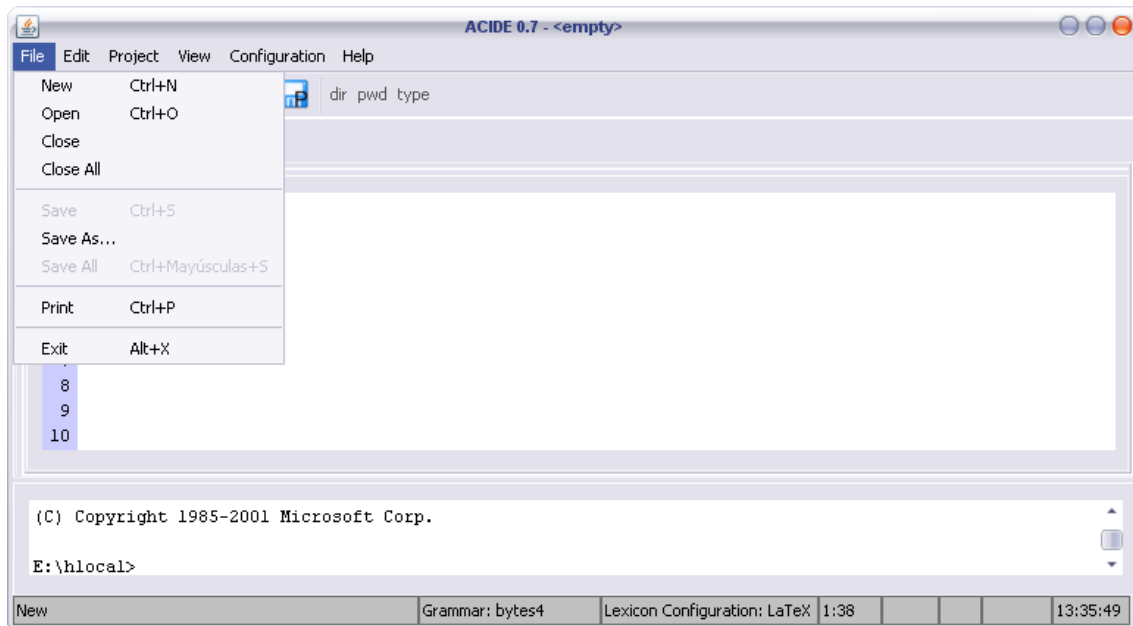 ACIDE 0.7 - <empty>
File Edit Project View Configuration Help
New Ctrl+N
dir pwd type
Open Ctrl+O
Close
Close All
Save Ctrl+S
Save As...
Save All Ctrl+Mayúsculas+S
Print Ctrl+P
Exit Alt+X
8
9
10
(C) Copyright 1985-2001 Microsoft Corp.
E:\hlocal>
New Grammar: bytes4 Lexicon Configuration: LaTeX 1:38 13:35:49